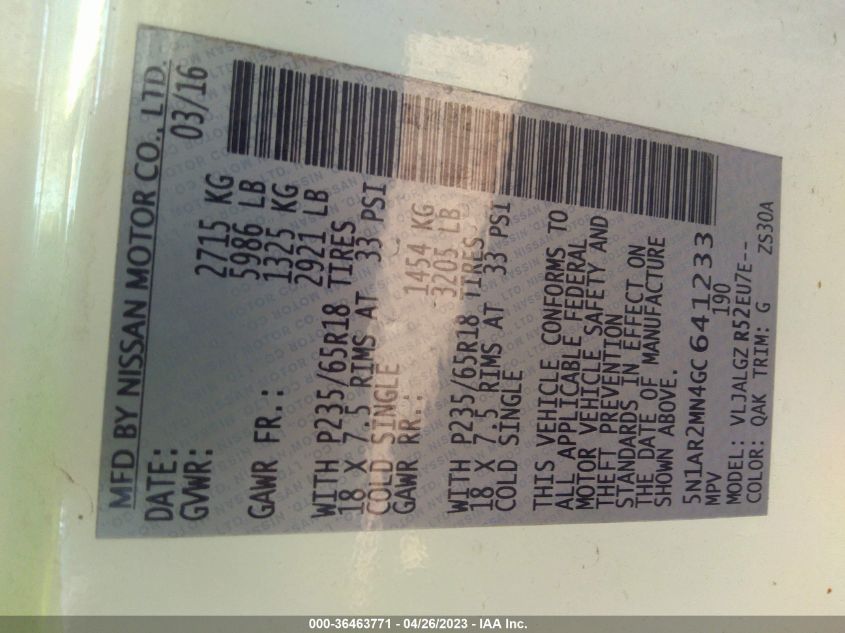 MFD BY NISSAN MOTOR CO., LTD.
DATE: 03/16
GVWR: 2715 KG
5986 LB
GAWR FR.: 1325 KG
2921 LB
WITH P235/65R18 TIRES
18 X 7.5 RIMS AT 33 PSI
COLD SINGLE
GAWR RR.: 1454 KG
3205 LB
WITH P235/65R18 TIRES
18 X 7.5 RIMS AT 33 PSI
COLD SINGLE
THIS VEHICLE CONFORMS TO
ALL APPLICABLE FEDERAL
MOTOR VEHICLE SAFETY AND
THEFT PREVENTION
STANDARDS IN EFFECT ON
THE DATE OF MANUFACTURE
SHOWN ABOVE.
5N1AR2MN4GC641233
MPV 190
MODEL: VLJALGZ R52EU7E--
COLOR: QAK TRIM: G ZS30A
000-36463771 - 04/26/2023 - IAA Inc.